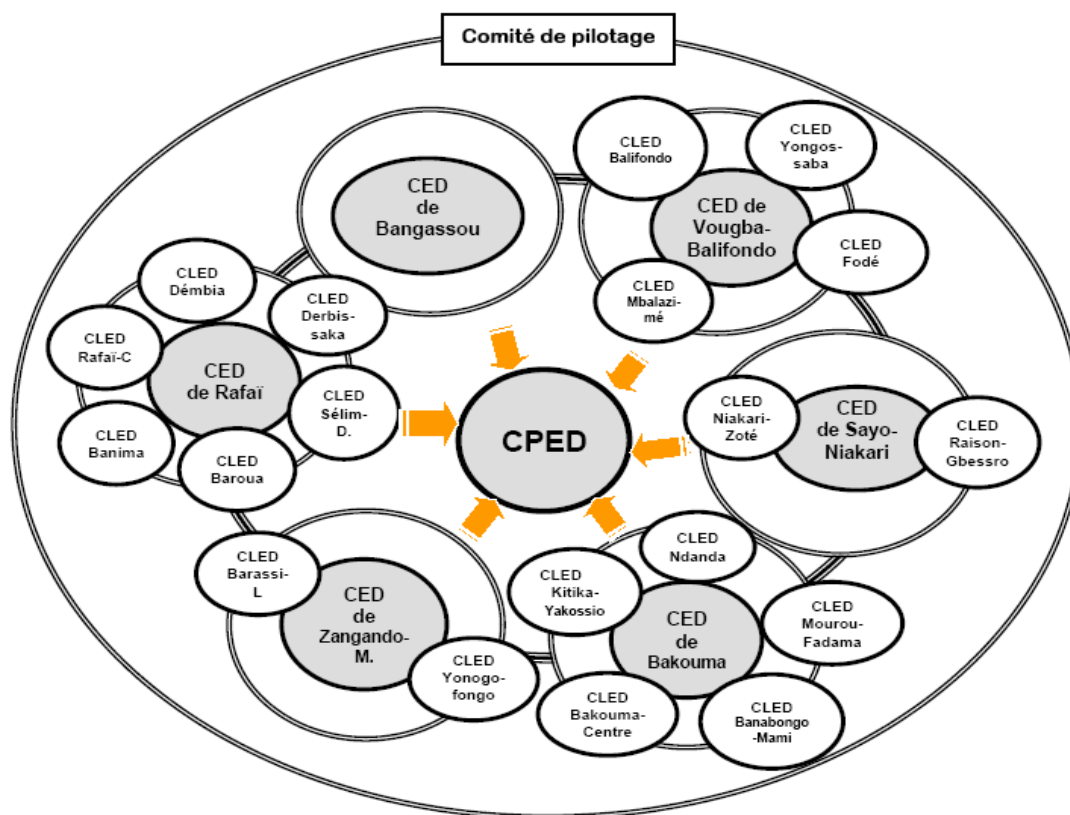 Comité de pilotage
CED
de
Bangassou
CLED
Balifondo
CLED
Yongos-
saba
CED de
Vougba-
Balifondo
CLED
Fodé
CLED
Mbalazi-
mé
CLED
Démbia
CLED
Derbis-
saka
CLED
Rafaï-C
CED
de Rafaï
CLED
Sélim-
D.
CLED
Banima
CLED
Baroua
CPED
CLED
Niakari-
Zoté
CED
de Sayo-
Niakari
CLED
Raison-
Gbessro
CLED
Barassi-
L
CED
de
Zangando-
M.
CLED
Yonogo-
fongo
CLED
Ndanda
CLED
Kitika-
Yakossio
CED
de
Bakouma
CLED
Mourou-
Fadama
CLED
Bakouma-
Centre
CLED
Banabongo
-Mami